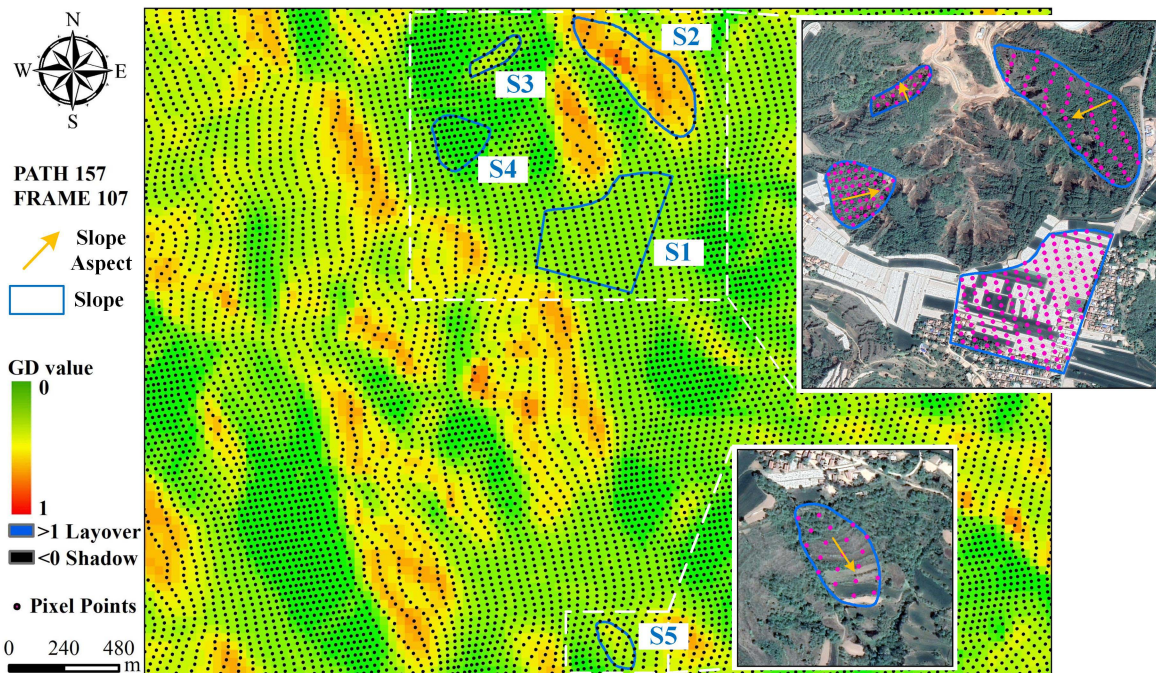 N
W E
S
PATH 157
FRAME 107
Slope
Aspect
Slope
GD value
0
1
>1 Layover
<0 Shadow
Pixel Points
0 240 480
m
S2
S3
S4
S1
S5